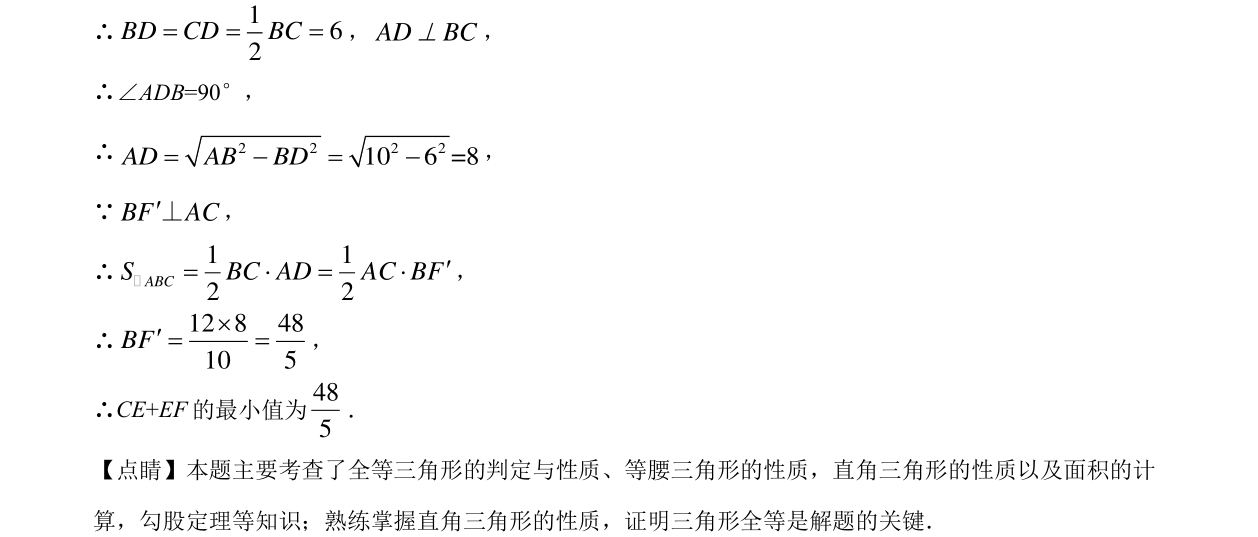 ∴ BD = CD = 1/2 BC = 6， AD ⊥ BC，
∴∠ADB=90°，
∴ AD = √(AB² − BD²) = √(10² − 6²) =8，
∵ BF′⊥AC，
∴ S□ABC = 1/2 BC · AD = 1/2 AC · BF′，
∴ BF′ = 12×8/10 = 48/5，
∴CE+EF 的最小值为 48/5．
【点睛】本题主要考查了全等三角形的判定与性质、等腰三角形的性质，直角三角形的性质以及面积的计
算，勾股定理等知识；熟练掌握直角三角形的性质，证明三角形全等是解题的关键．